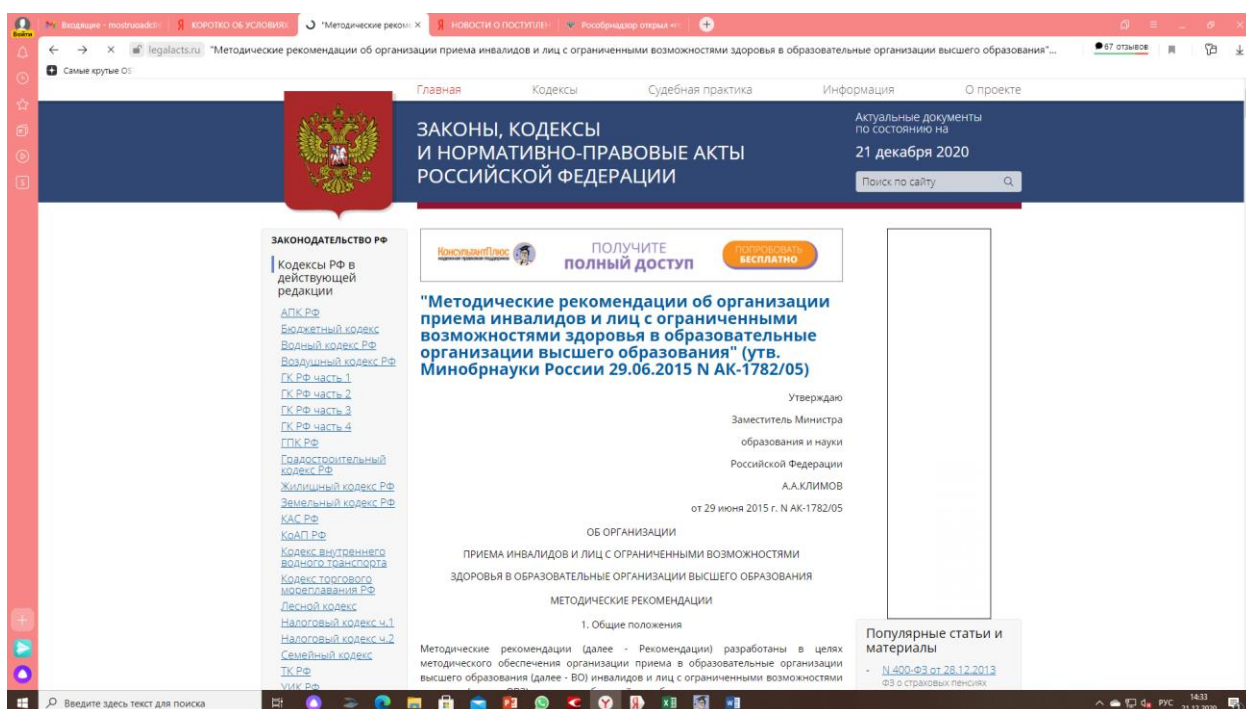 Войти
Входящие - mostruoadc
КОРОТКО ОБ УСЛОВИЯХ
"Методические реком
НОВОСТИ О ПОСТУПЛЕН
Рособрнадзор открыл
legalacts.ru "Методические рекомендации об организации приема инвалидов и лиц с ограниченными возможностями здоровья в образовательные организации высшего образования"...
67 отзывов
Самые крутые
Главная Кодексы Судебная практика Информация О проекте
ЗАКОНЫ, КОДЕКСЫ
И НОРМАТИВНО-ПРАВОВЫЕ АКТЫ
РОССИЙСКОЙ ФЕДЕРАЦИИ
Актуальные документы
по состоянию на
21 декабря 2020
Поиск по сайту
ЗАКОНОДАТЕЛЬСТВО РФ
Кодексы РФ в
действующей
редакции
АПК РФ
Бюджетный кодекс
Водный кодекс РФ
Воздушный кодекс РФ
ГК РФ часть 1
ГК РФ часть 2
ГК РФ часть 3
ГК РФ часть 4
ГПК РФ
Градостроительный
кодекс РФ
Жилищный кодекс РФ
Земельный кодекс РФ
КАС РФ
КоАП РФ
Кодекс внутреннего
водного транспорта
Кодекс торгового
мореплавания РФ
Лесной кодекс
Налоговый кодекс ч.1
Налоговый кодекс ч.2
Семейный кодекс
ТК РФ
УИК РФ
КонсультантПлюс
ПОЛУЧИТЕ
ПОЛНЫЙ ДОСТУП
ПОПРОБОВАТЬ
БЕСПЛАТНО
"Методические рекомендации об организации
приема инвалидов и лиц с ограниченными
возможностями здоровья в образовательные
организации высшего образования" (утв.
Минобрнауки России 29.06.2015 N АК-1782/05)
Утверждаю
Заместитель Министра
образования и науки
Российской Федерации
А.А.КЛИМОВ
от 29 июня 2015 г. N АК-1782/05
ОБ ОРГАНИЗАЦИИ
ПРИЕМА ИНВАЛИДОВ И ЛИЦ С ОГРАНИЧЕННЫМИ ВОЗМОЖНОСТЯМИ
ЗДОРОВЬЯ В ОБРАЗОВАТЕЛЬНЫЕ ОРГАНИЗАЦИИ ВЫСШЕГО ОБРАЗОВАНИЯ
МЕТОДИЧЕСКИЕ РЕКОМЕНДАЦИИ
1. Общие положения
Методические рекомендации (далее - Рекомендации) разработаны в целях
методического обеспечения организации приема в образовательные организации
высшего образования (далее - ВО) инвалидов и лиц с ограниченными возможностями
Популярные статьи и
материалы
N 400-ФЗ от 28.12.2013
ФЗ о страховых пенсиях
Введите здесь текст для поиска
РУС
14:33
21.12.2020